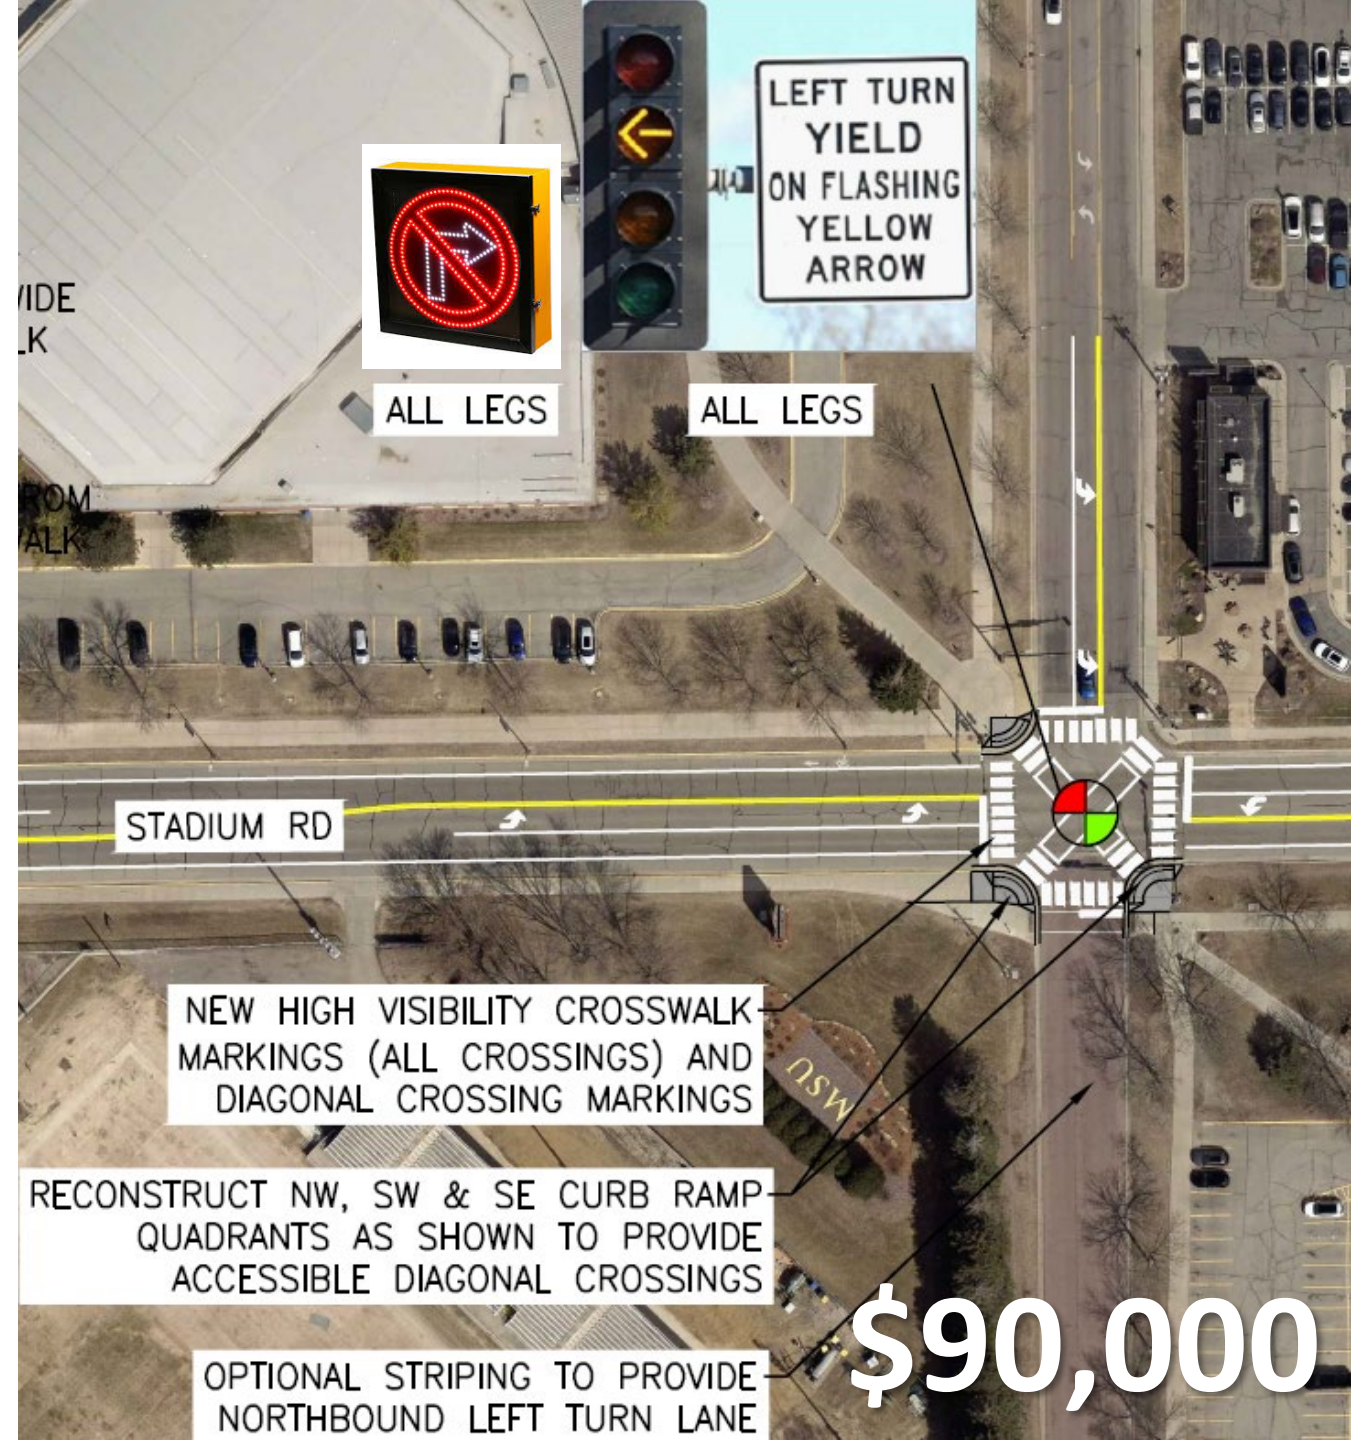 LEFT TURN
YIELD
ON FLASHING
YELLOW
ARROW
ALL LEGS
ALL LEGS
STADIUM RD
NEW HIGH VISIBILITY CROSSWALK
MARKINGS (ALL CROSSINGS) AND
DIAGONAL CROSSING MARKINGS
MSU
RECONSTRUCT NW, SW & SE CURB RAMP
QUADRANTS AS SHOWN TO PROVIDE
ACCESSIBLE DIAGONAL CROSSINGS
$90,000
OPTIONAL STRIPING TO PROVIDE
NORTHBOUND LEFT TURN LANE